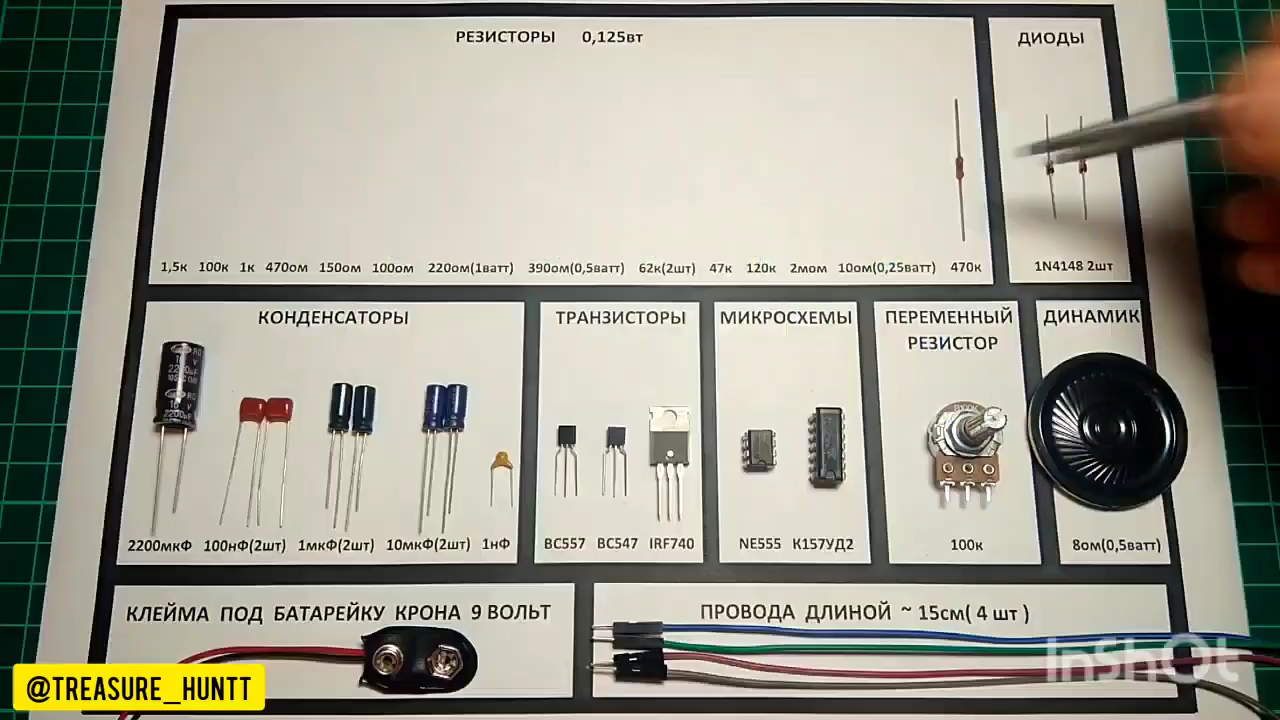 РЕЗИСТОРЫ 0,125вт
ДИОДЫ
1,5к 100к 1к 470ом 150ом 100ом 220ом(1ватт) 390ом(0,5ватт) 62к(2шт) 47к 120к 2мом 10ом(0,25ватт) 470к
1N4148 2шт
КОНДЕНСАТОРЫ
2200мкФ 100нФ(2шт) 1мкФ(2шт) 10мкФ(2шт) 1нФ
ТРАНЗИСТОРЫ
BC557 BC547 IRF740
МИКРОСХЕМЫ
NE555 К157УД2
ПЕРЕМЕННЫЙ
РЕЗИСТОР
100к
ДИНАМИК
8ом(0,5ватт)
КЛЕЙМА ПОД БАТАРЕЙКУ КРОНА 9 ВОЛЬТ
ПРОВОДА ДЛИНОЙ ~ 15см( 4 шт )
@TREASURE_HUNTT
InShOt